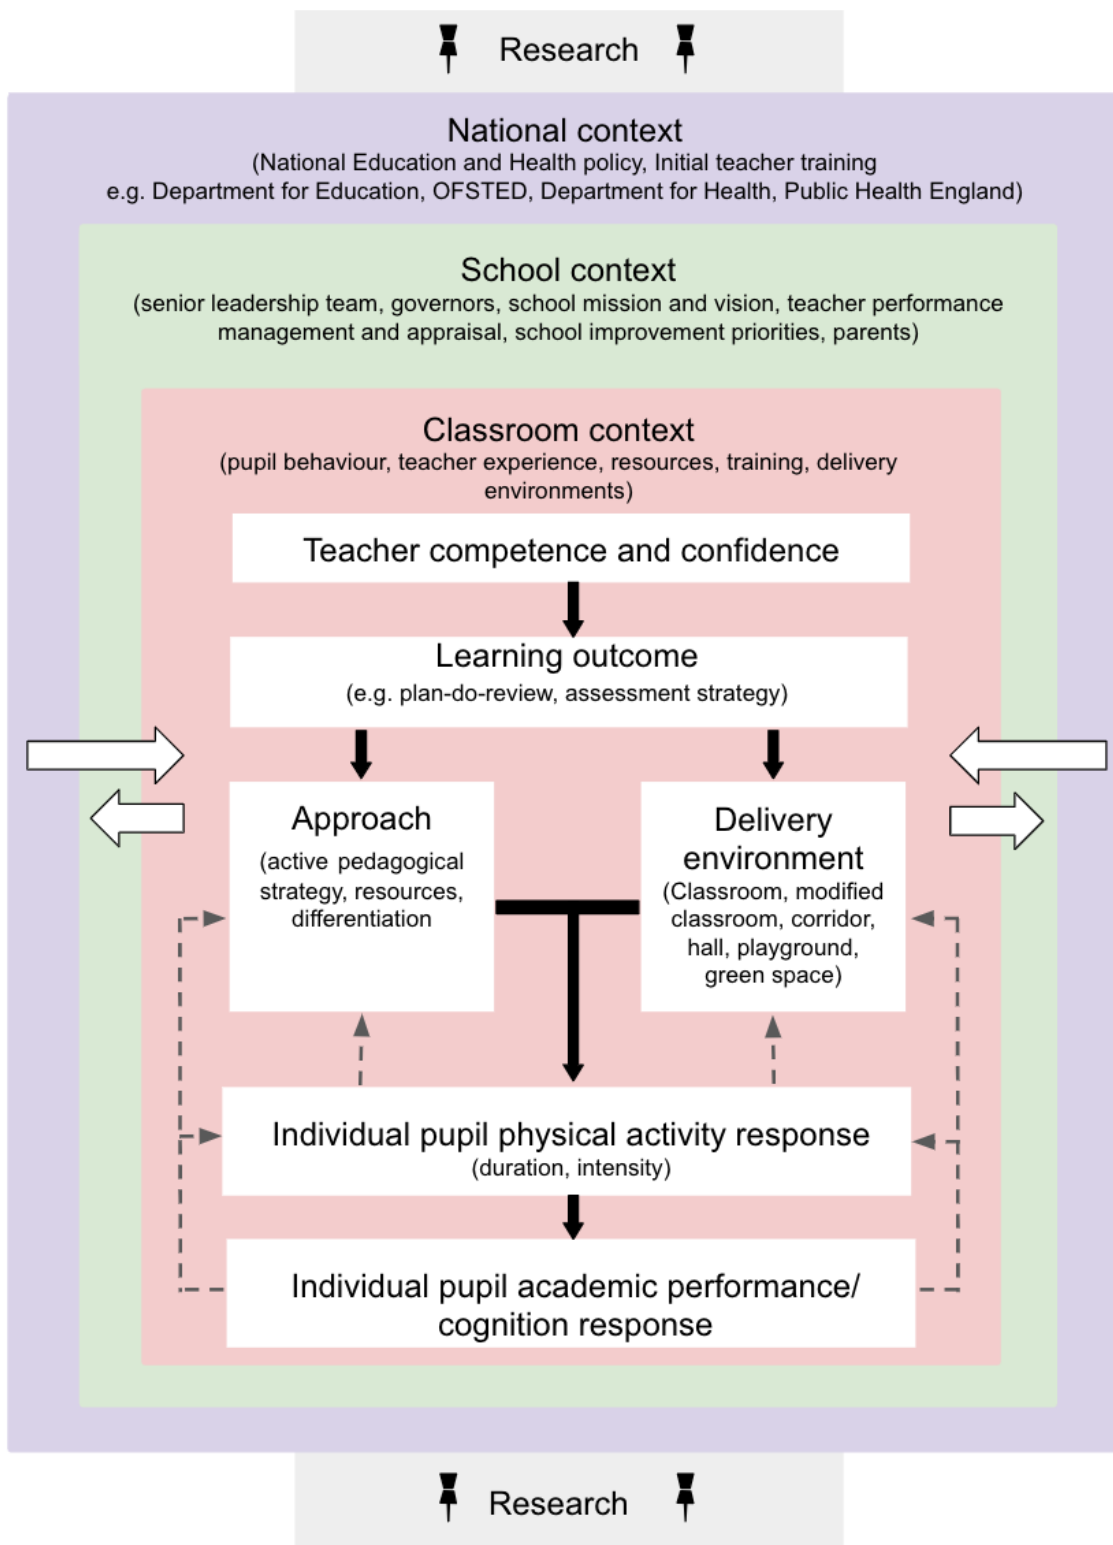 Research
National context
(National Education and Health policy, Initial teacher training
e.g. Department for Education, OFSTED, Department for Health, Public Health England)
School context
(senior leadership team, governors, school mission and vision, teacher performance
management and appraisal, school improvement priorities, parents)
Classroom context
(pupil behaviour, teacher experience, resources, training, delivery
environments)
Teacher competence and confidence
Learning outcome
(e.g. plan-do-review, assessment strategy)
Approach
(active pedagogical
strategy, resources,
differentiation
Delivery
environment
(Classroom, modified
classroom, corridor,
hall, playground,
green space)
Individual pupil physical activity response
(duration, intensity)
Individual pupil academic performance/
cognition response
Research